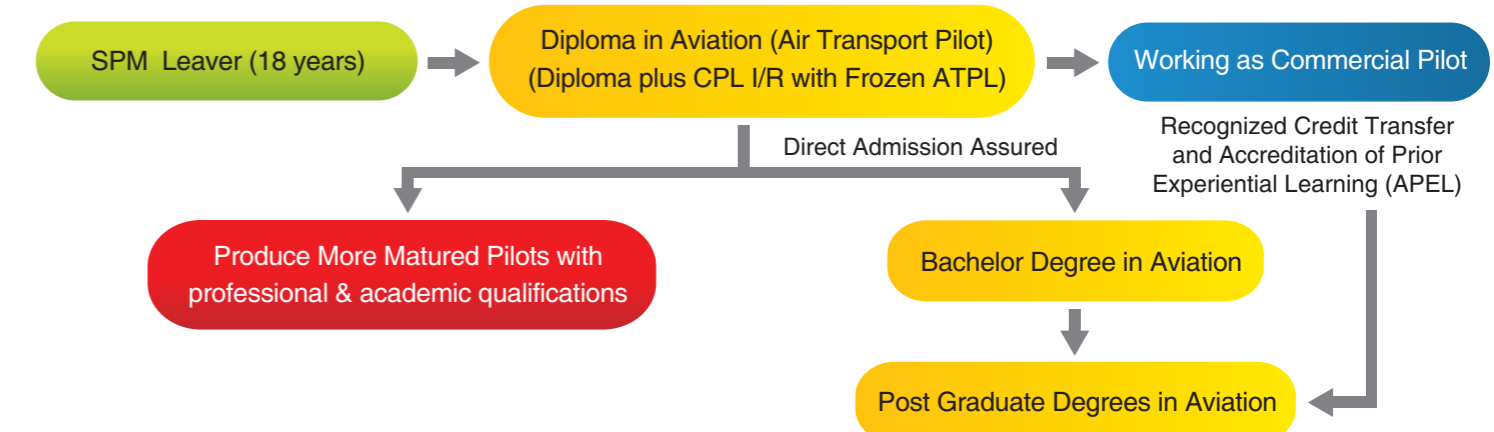 SPM Leaver (18 years)
Diploma in Aviation (Air Transport Pilot)
(Diploma plus CPL I/R with Frozen ATPL)
Working as Commercial Pilot
Recognized Credit Transfer
and Accreditation of Prior
Experiential Learning (APEL)
Direct Admission Assured
Produce More Matured Pilots with
professional & academic qualifications
Bachelor Degree in Aviation
Post Graduate Degrees in Aviation